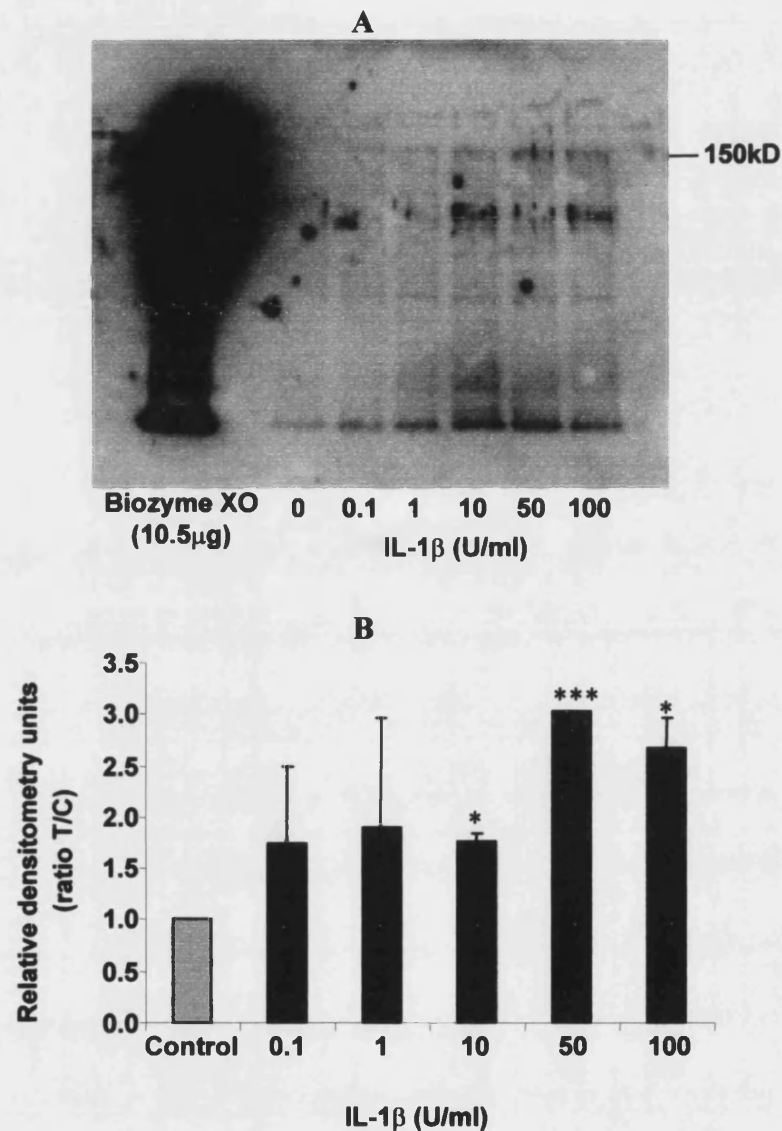 A
150kD
Biozyme XO 0 0.1 1 10 50 100
(10.5μg)
IL-1β (U/ml)
B
Relative densitometry units
(ratio T/C)
3.5
3.0
2.5
2.0
1.5
1.0
0.5
0.0
*
***
*
Control 0.1 1 10 50 100
IL-1β (U/ml)